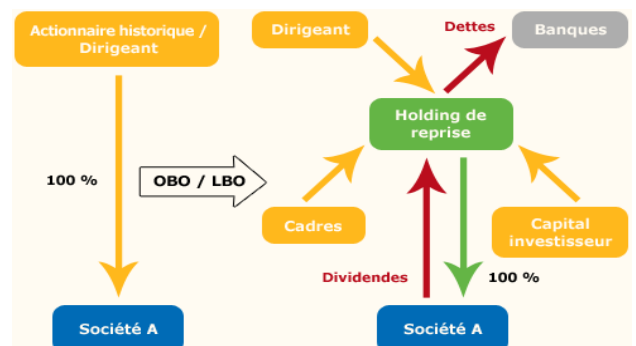 Actionnaire historique /
Dirigeant
100 %
Société A
OBO / LBO
Dirigeant
Dettes
Banques
Holding de
reprise
Cadres
Capital
investisseur
Dividendes
100 %
Société A